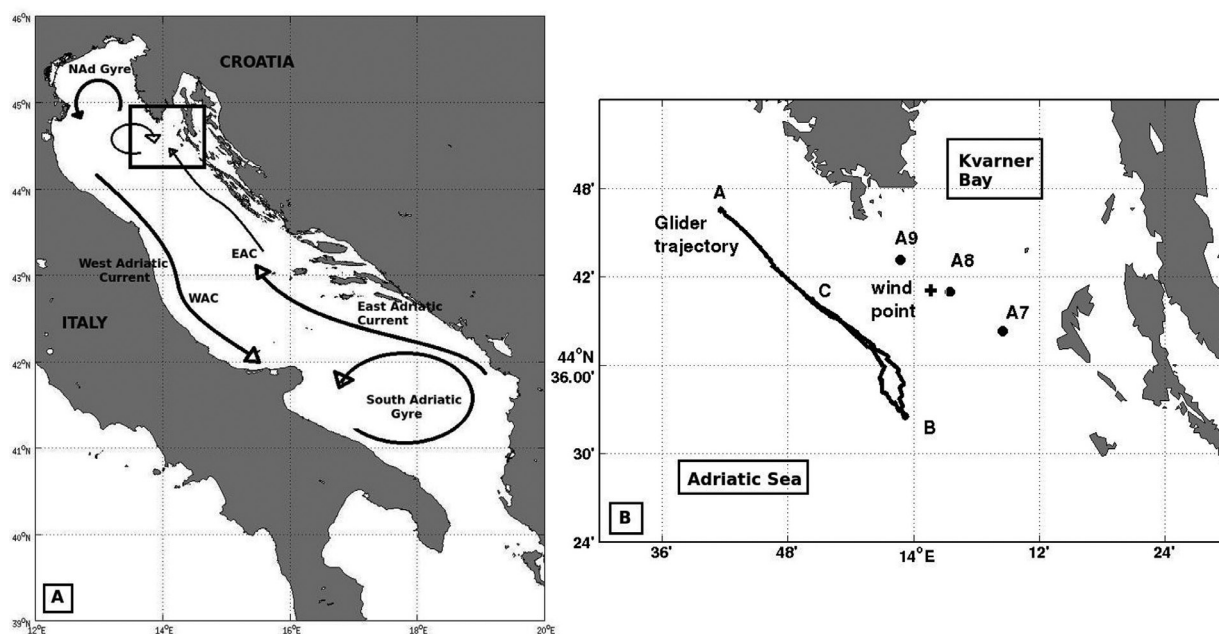 46°N
45°N
44°N
43°N
42°N
41°N
40°N
39°N
12°E
14°E
16°E
18°E
20°E
NAd Gyre
CROATIA
EAC
West Adriatic
Current
WAC
ITALY
East Adriatic
Current
South Adriatic
Gyre
A
48'
42'
44°N
36.00'
30'
24'
36'
48'
14°E
12'
24'
Kvarner
Bay
A
Glider
trajectory
A9
A8
wind
point
A7
C
B
Adriatic Sea
B